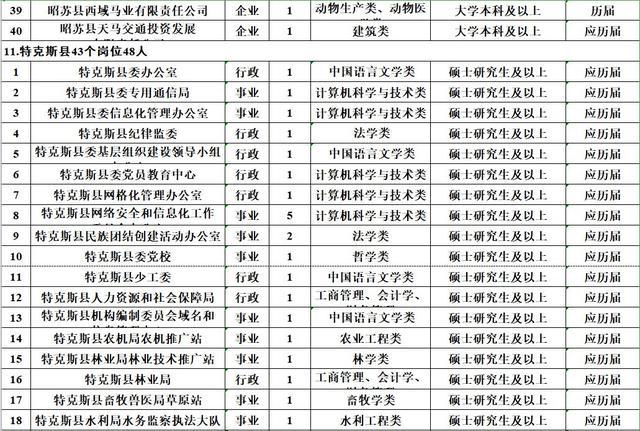 39 昭苏县西域马业有限责任公司 企业 1 动物生产类、动物医 大学本科及以上 历届
40 昭苏县天马交通投资发展 企业 1 建筑类 大学本科及以上 应历届
11.特克斯县43个岗位48人
1 特克斯县委办公室 行政 1 中国语言文学类 硕士研究生及以上 应历届
2 特克斯县委专用通信局 事业 1 计算机科学与技术类 硕士研究生及以上 应历届
3 特克斯县委信息化管理办公室 事业 1 计算机科学与技术类 硕士研究生及以上 应历届
4 特克斯县纪律监委 行政 1 法学类 硕士研究生及以上 应历届
5 特克斯县委基层组织建设领导小组 行政 1 中国语言文学类 硕士研究生及以上 应历届
6 特克斯县委党员教育中心 事业 1 计算机科学与技术类 硕士研究生及以上 应历届
7 特克斯县网格化管理办公室 行政 1 计算机科学与技术类 硕士研究生及以上 应历届
8 特克斯县网络安全和信息化工作 事业 5 计算机科学与技术类 硕士研究生及以上 应历届
9 特克斯县民族团结创建活动办公室 事业 2 法学类 硕士研究生及以上 应历届
10 特克斯县委党校 事业 1 哲学类 硕士研究生及以上 应历届
11 特克斯县少工委 行政 1 中国语言文学类 硕士研究生及以上 应历届
12 特克斯县人力资源和社会保障局 行政 1 工商管理、会计学、 硕士研究生及以上 应历届
13 特克斯县机构编制委员会域名和 事业 1 中国语言文学类 硕士研究生及以上 应历届
14 特克斯县农机局农机推广站 事业 1 农业工程类 硕士研究生及以上 应历届
15 特克斯县林业局林业技术推广站 事业 1 林学类 硕士研究生及以上 应历届
16 特克斯县林业局 行政 1 工商管理、会计学、 硕士研究生及以上 应历届
17 特克斯县畜牧兽医局草原站 事业 1 畜牧学类 硕士研究生及以上 应历届
18 特克斯县水利局水务监察执法大队 事业 1 水利工程类 硕士研究生及以上 应历届